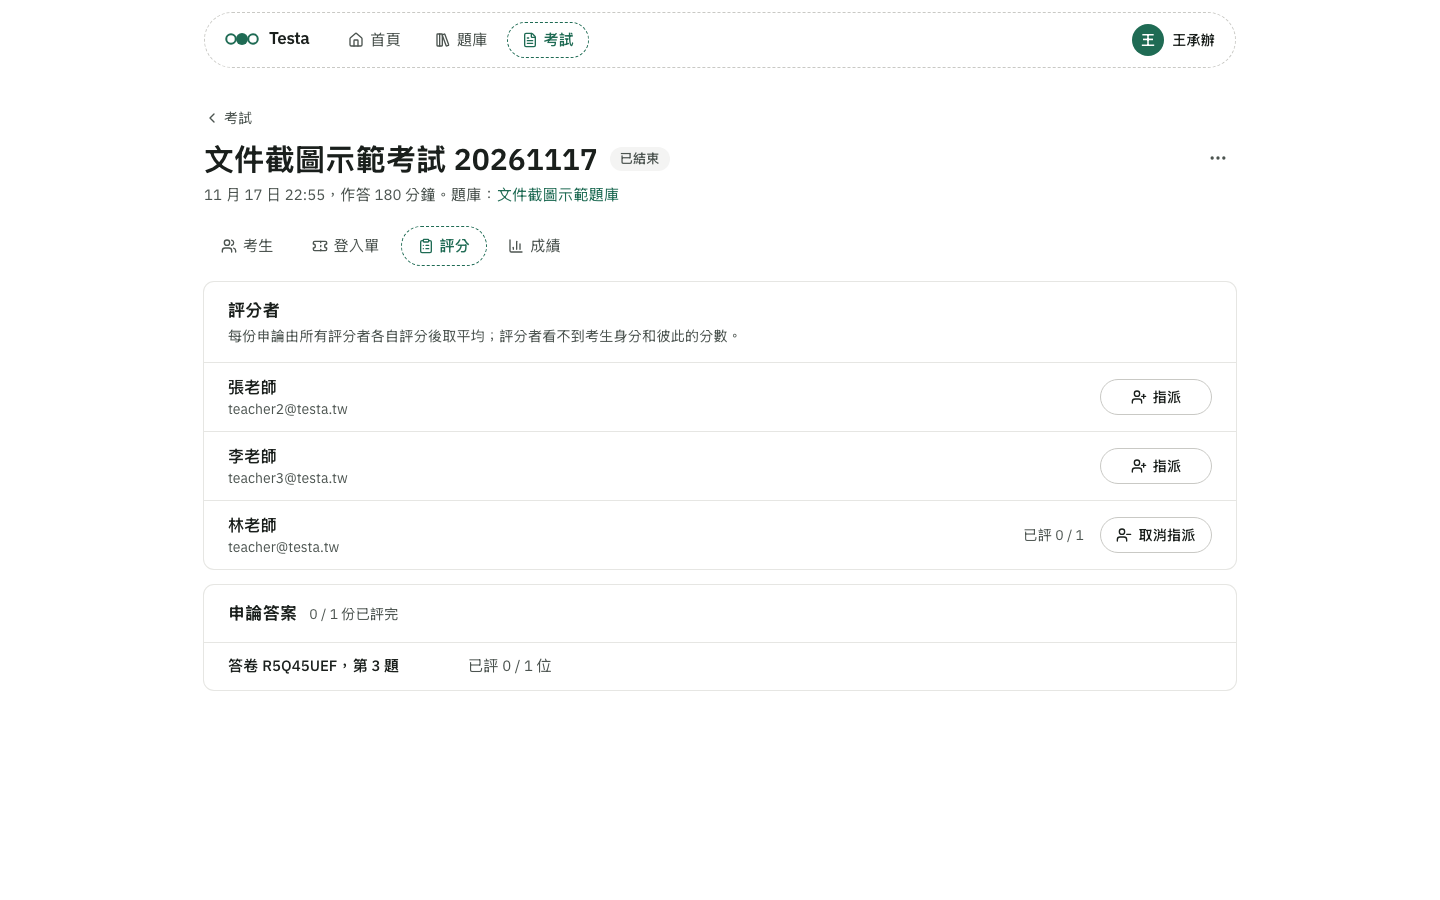 Testa 首頁 題庫 考試 王 王承辦
考試
文件截圖示範考試 20261117 已結束
11 月 17 日 22:55，作答 180 分鐘。題庫：文件截圖示範題庫
考生 登入單 評分 成績
評分者
每份申論由所有評分者各自評分後取平均；評分者看不到考生身分和彼此的分數。
張老師
teacher2@testa.tw
指派
李老師
teacher3@testa.tw
指派
林老師
teacher@testa.tw
已評 0 / 1 取消指派
申論答案 0 / 1 份已評完
答卷 R5Q45UEF，第 3 題 已評 0 / 1 位